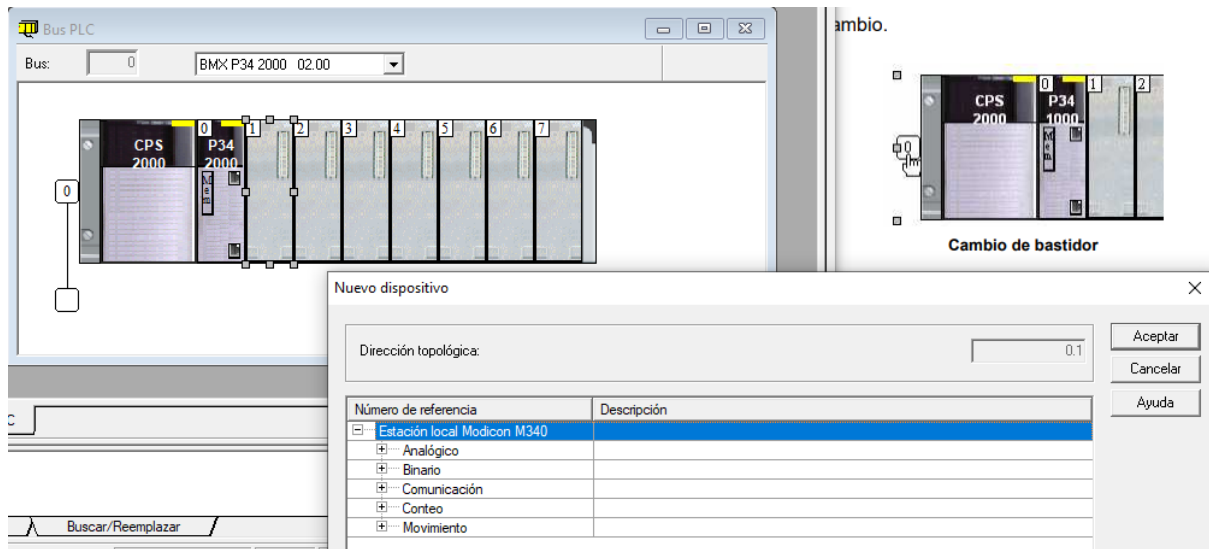 Bus PLC
Bus:
0
BMX P34 2000 02.00
CPS
2000
0
P34
2000
Mem
1
2
3
4
5
6
7
0
ambio.
CPS
2000
0
P34
1000
Mem
1
2
0
Cambio de bastidor
Nuevo dispositivo
Dirección topológica:
0.1
Aceptar
Cancelar
Ayuda
Número de referencia
Descripción
Estación local Modicon M340
Analógico
Binario
Comunicación
Conteo
Movimiento
C
Buscar/Reemplazar